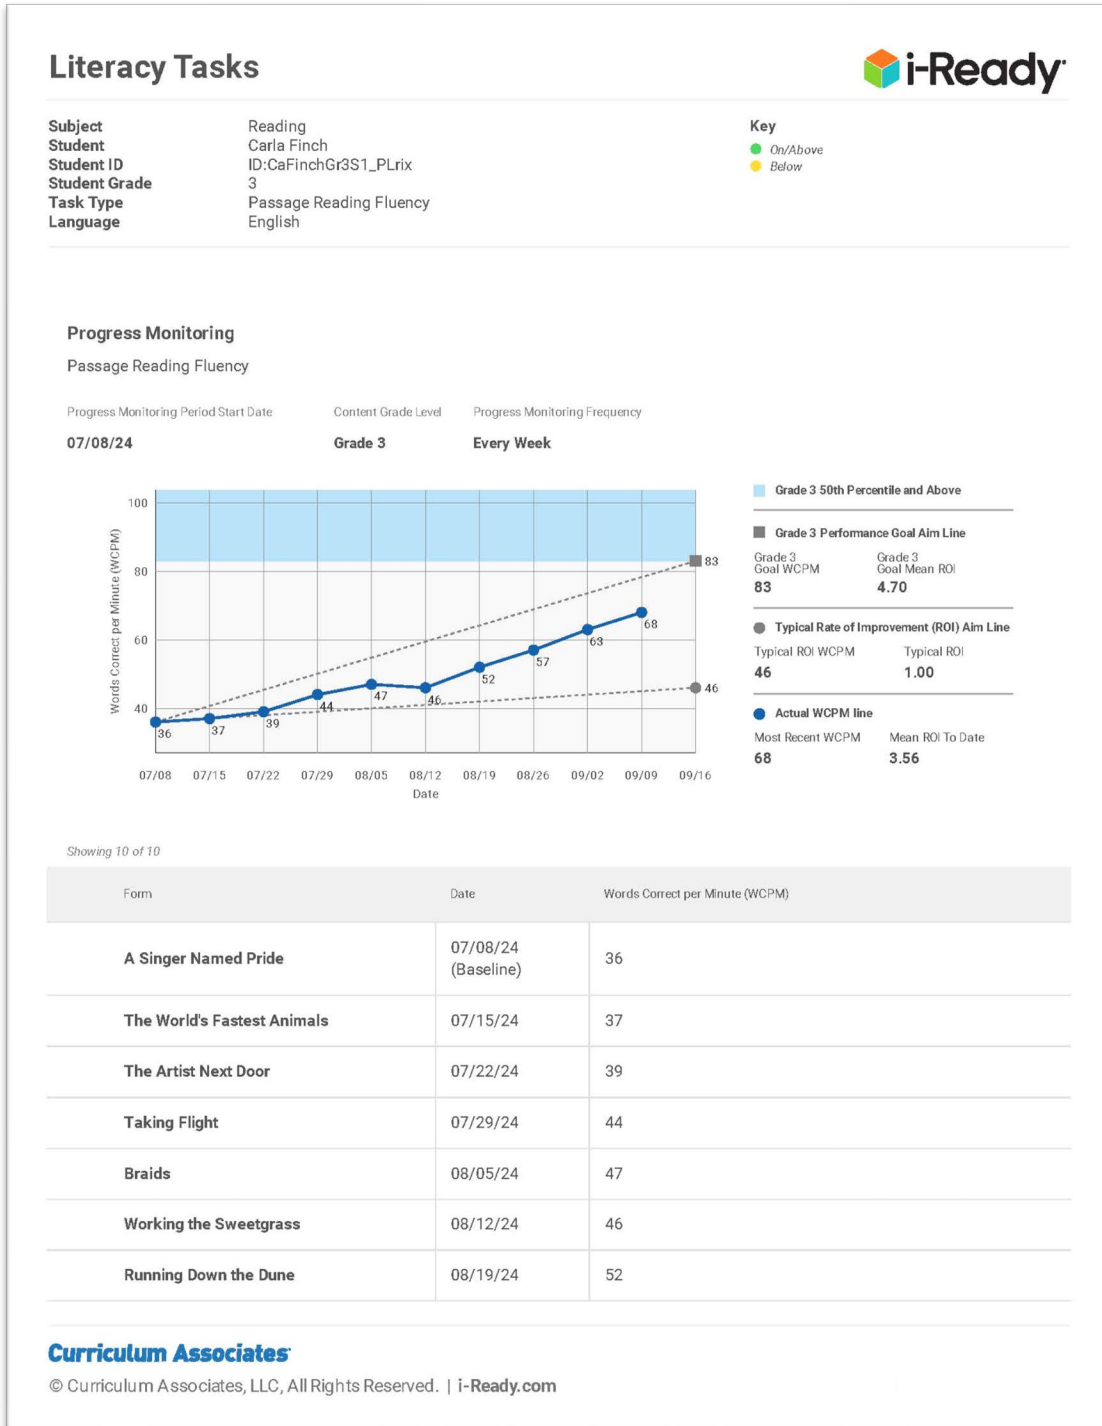 Literacy Tasks
i-Ready
Subject Reading
Student Carla Finch
Student ID ID:CaFinchGr3S1_PLrix
Student Grade 3
Task Type Passage Reading Fluency
Language English
Key
On/Above
Below
Progress Monitoring
Passage Reading Fluency
Progress Monitoring Period Start Date Content Grade Level Progress Monitoring Frequency
07/08/24 Grade 3 Every Week
Words Correct per Minute (WCPM)
100
80
60
40
36
37
39
44
47
46
52
57
63
68
83
46
07/08 07/15 07/22 07/29 08/05 08/12 08/19 08/26 09/02 09/09 09/16
Date
Grade 3 50th Percentile and Above
Grade 3 Performance Goal Aim Line
Grade 3 Grade 3
Goal WCPM Goal Mean ROI
83 4.70
Typical Rate of Improvement (ROI) Aim Line
Typical ROI WCPM Typical ROI
46 1.00
Actual WCPM line
Most Recent WCPM Mean ROI To Date
68 3.56
Showing 10 of 10
Form Date Words Correct per Minute (WCPM)
A Singer Named Pride 07/08/24 (Baseline) 36
The World's Fastest Animals 07/15/24 37
The Artist Next Door 07/22/24 39
Taking Flight 07/29/24 44
Braids 08/05/24 47
Working the Sweetgrass 08/12/24 46
Running Down the Dune 08/19/24 52
Curriculum Associates
© Curriculum Associates, LLC, All Rights Reserved. | i-Ready.com